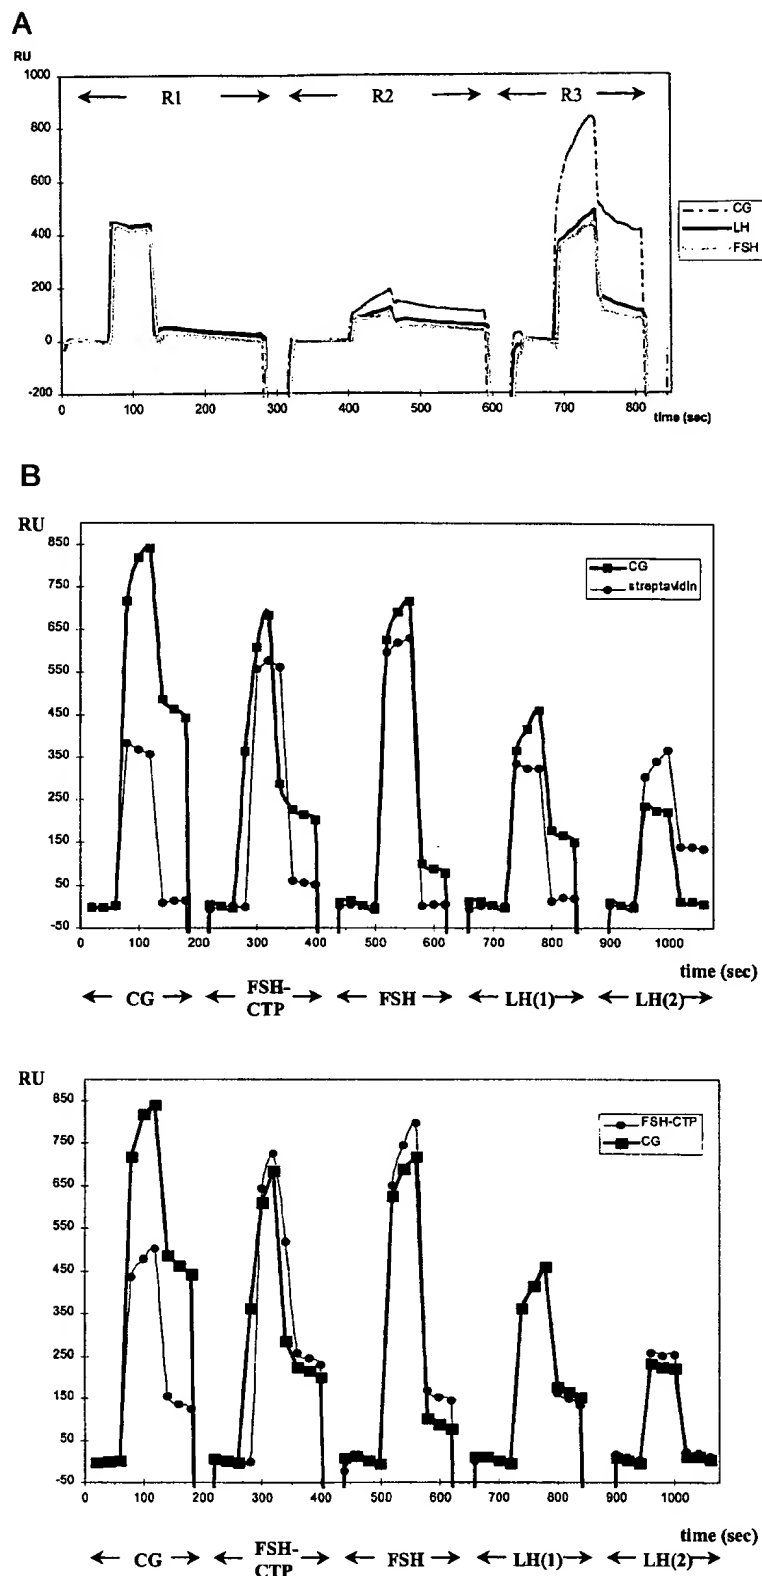 A
RU
1000
800
600
400
200
0
-200
R1 R2 R3
CG
LH
FSH
0 100 200 300 400 500 600 700 800
time (sec)
B
RU
850
750
650
550
450
350
250
150
50
-50
CG
streptavidin
0 100 200 300 400 500 600 700 800 900 1000
time (sec)
CG FSH-CTP FSH LH(1) LH(2)
RU
850
750
650
550
450
350
250
150
50
-50
FSH-CTP
CG
0 100 200 300 400 500 600 700 800 900 1000
time (sec)
CG FSH-CTP FSH LH(1) LH(2)